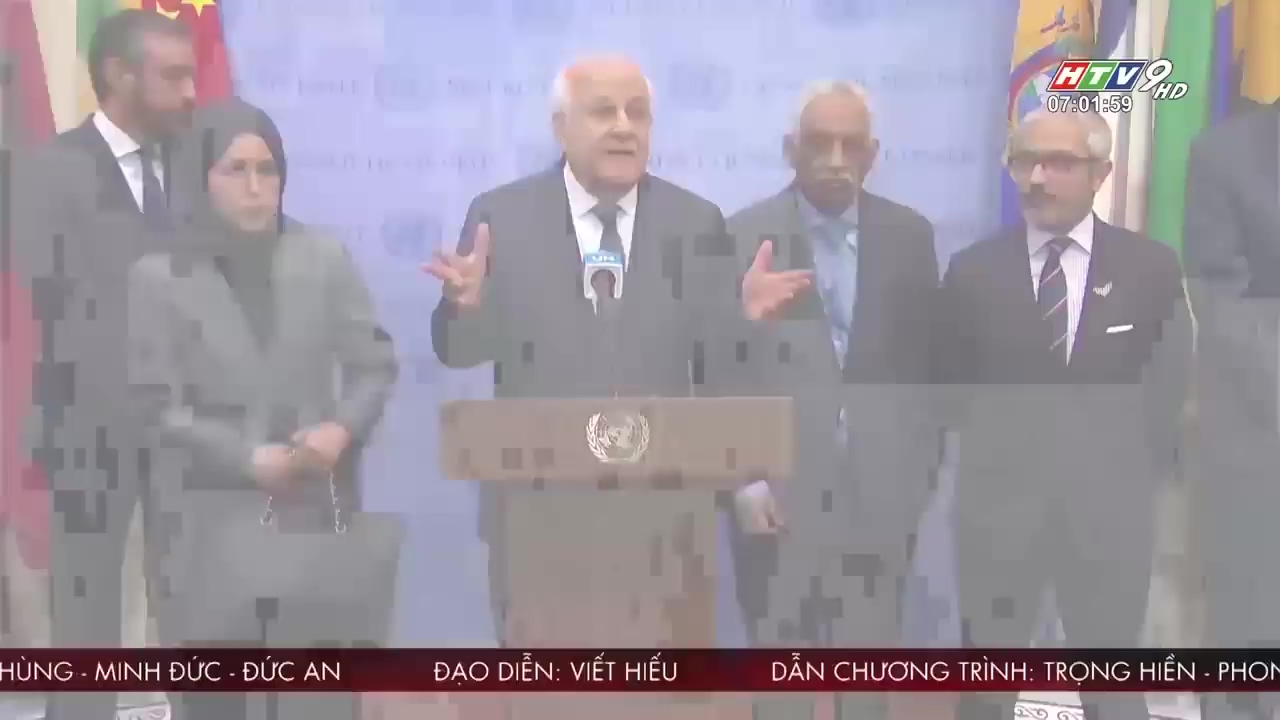 HTV9 HD
07:01:59
UN
HÙNG - MINH ĐỨC - ĐỨC AN ĐẠO DIỄN: VIẾT HIẾU DẪN CHƯƠNG TRÌNH: TRỌNG HIỀN - PHON